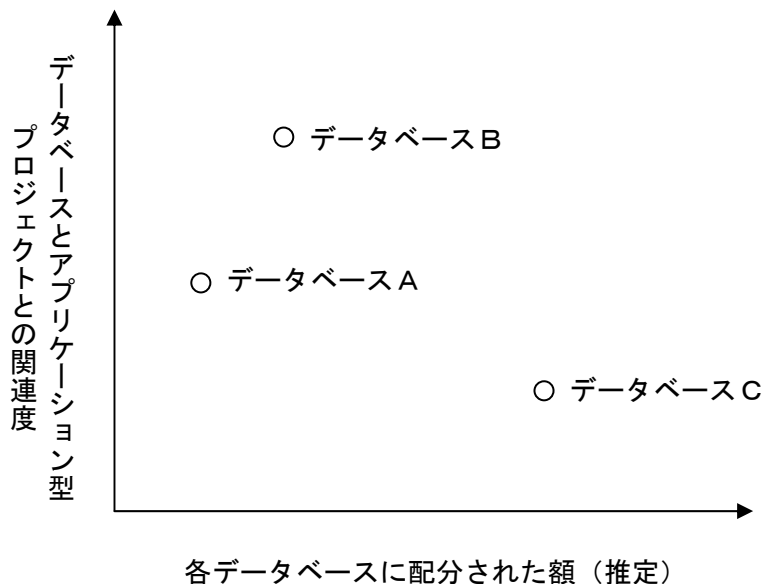 データベースとアプリケーション型
プロジェクトとの関連度
データベースB
データベースA
データベースC
各データベースに配分された額（推定）